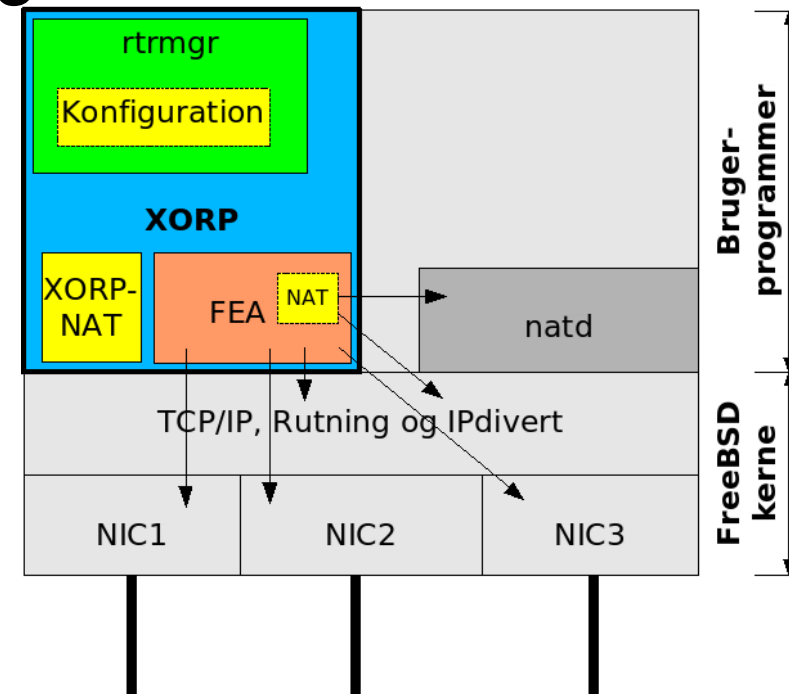 rtrmgr
Konfiguration
XORP
XORP-
NAT
FEA
NAT
natd
TCP/IP, Rutning og IPdivert
NIC1
NIC2
NIC3
Bruger-
programmer
FreeBSD
kerne